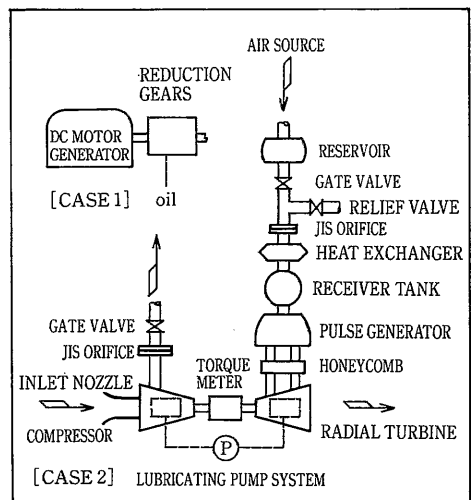 AIR SOURCE
REDUCTION
GEARS
DC MOTOR
GENERATOR
RESERVOIR
GATE VALVE
[CASE 1]
oil
RELIEF VALVE
JIS ORIFICE
HEAT EXCHANGER
RECEIVER TANK
GATE VALVE
PULSE GENERATOR
JIS ORIFICE
TORQUE
METER
HONEYCOMB
INLET NOZZLE
COMPRESSOR
RADIAL TURBINE
P
[CASE 2]
LUBRICATING PUMP SYSTEM